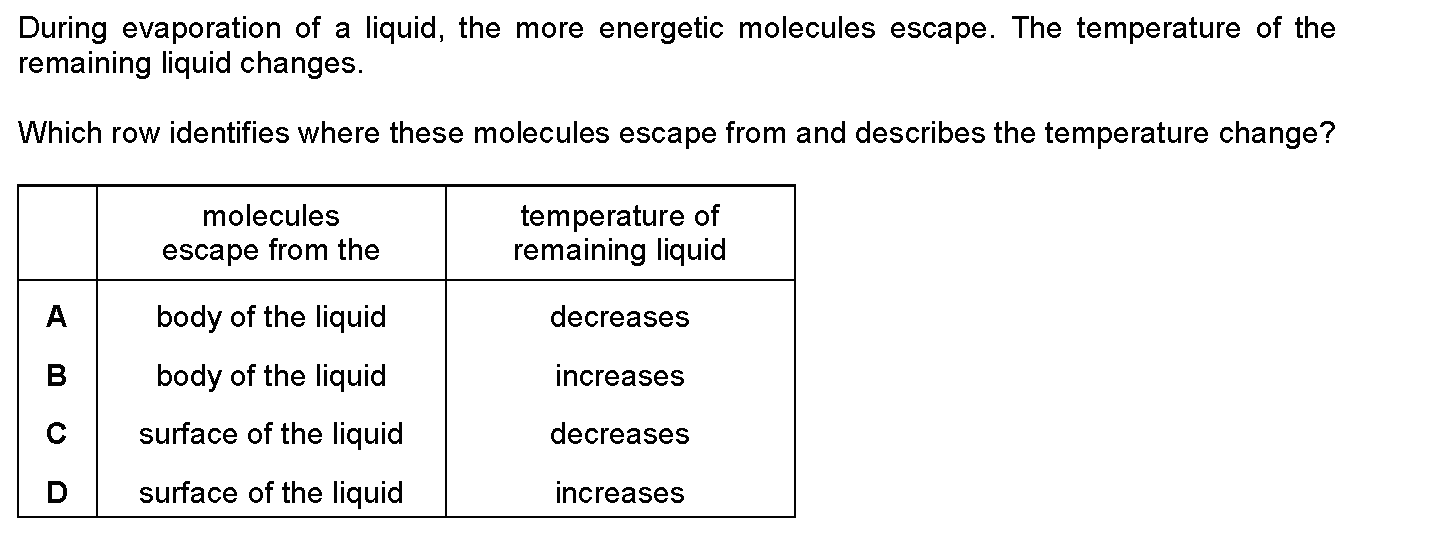 During evaporation of a liquid, the more energetic molecules escape. The temperature of the
remaining liquid changes.
Which row identifies where these molecules escape from and describes the temperature change?
molecules
escape from the
temperature of
remaining liquid
A body of the liquid decreases
B body of the liquid increases
C surface of the liquid decreases
D surface of the liquid increases